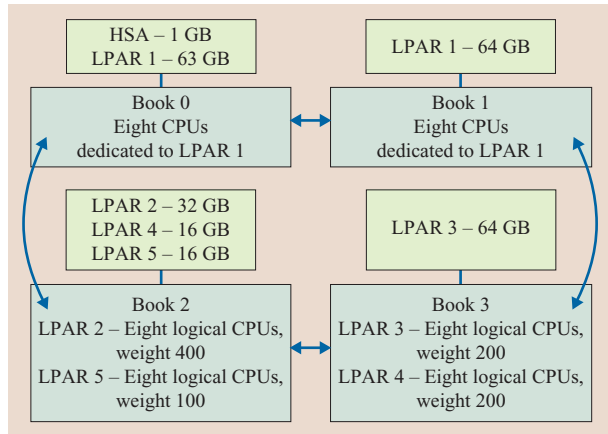 HSA – 1 GB
LPAR 1 – 63 GB
LPAR 1 – 64 GB
Book 0
Eight CPUs
dedicated to LPAR 1
Book 1
Eight CPUs
dedicated to LPAR 1
LPAR 2 – 32 GB
LPAR 4 – 16 GB
LPAR 5 – 16 GB
LPAR 3 – 64 GB
Book 2
LPAR 2 – Eight logical CPUs,
weight 400
LPAR 5 – Eight logical CPUs,
weight 100
Book 3
LPAR 3 – Eight logical CPUs,
weight 200
LPAR 4 – Eight logical CPUs,
weight 200